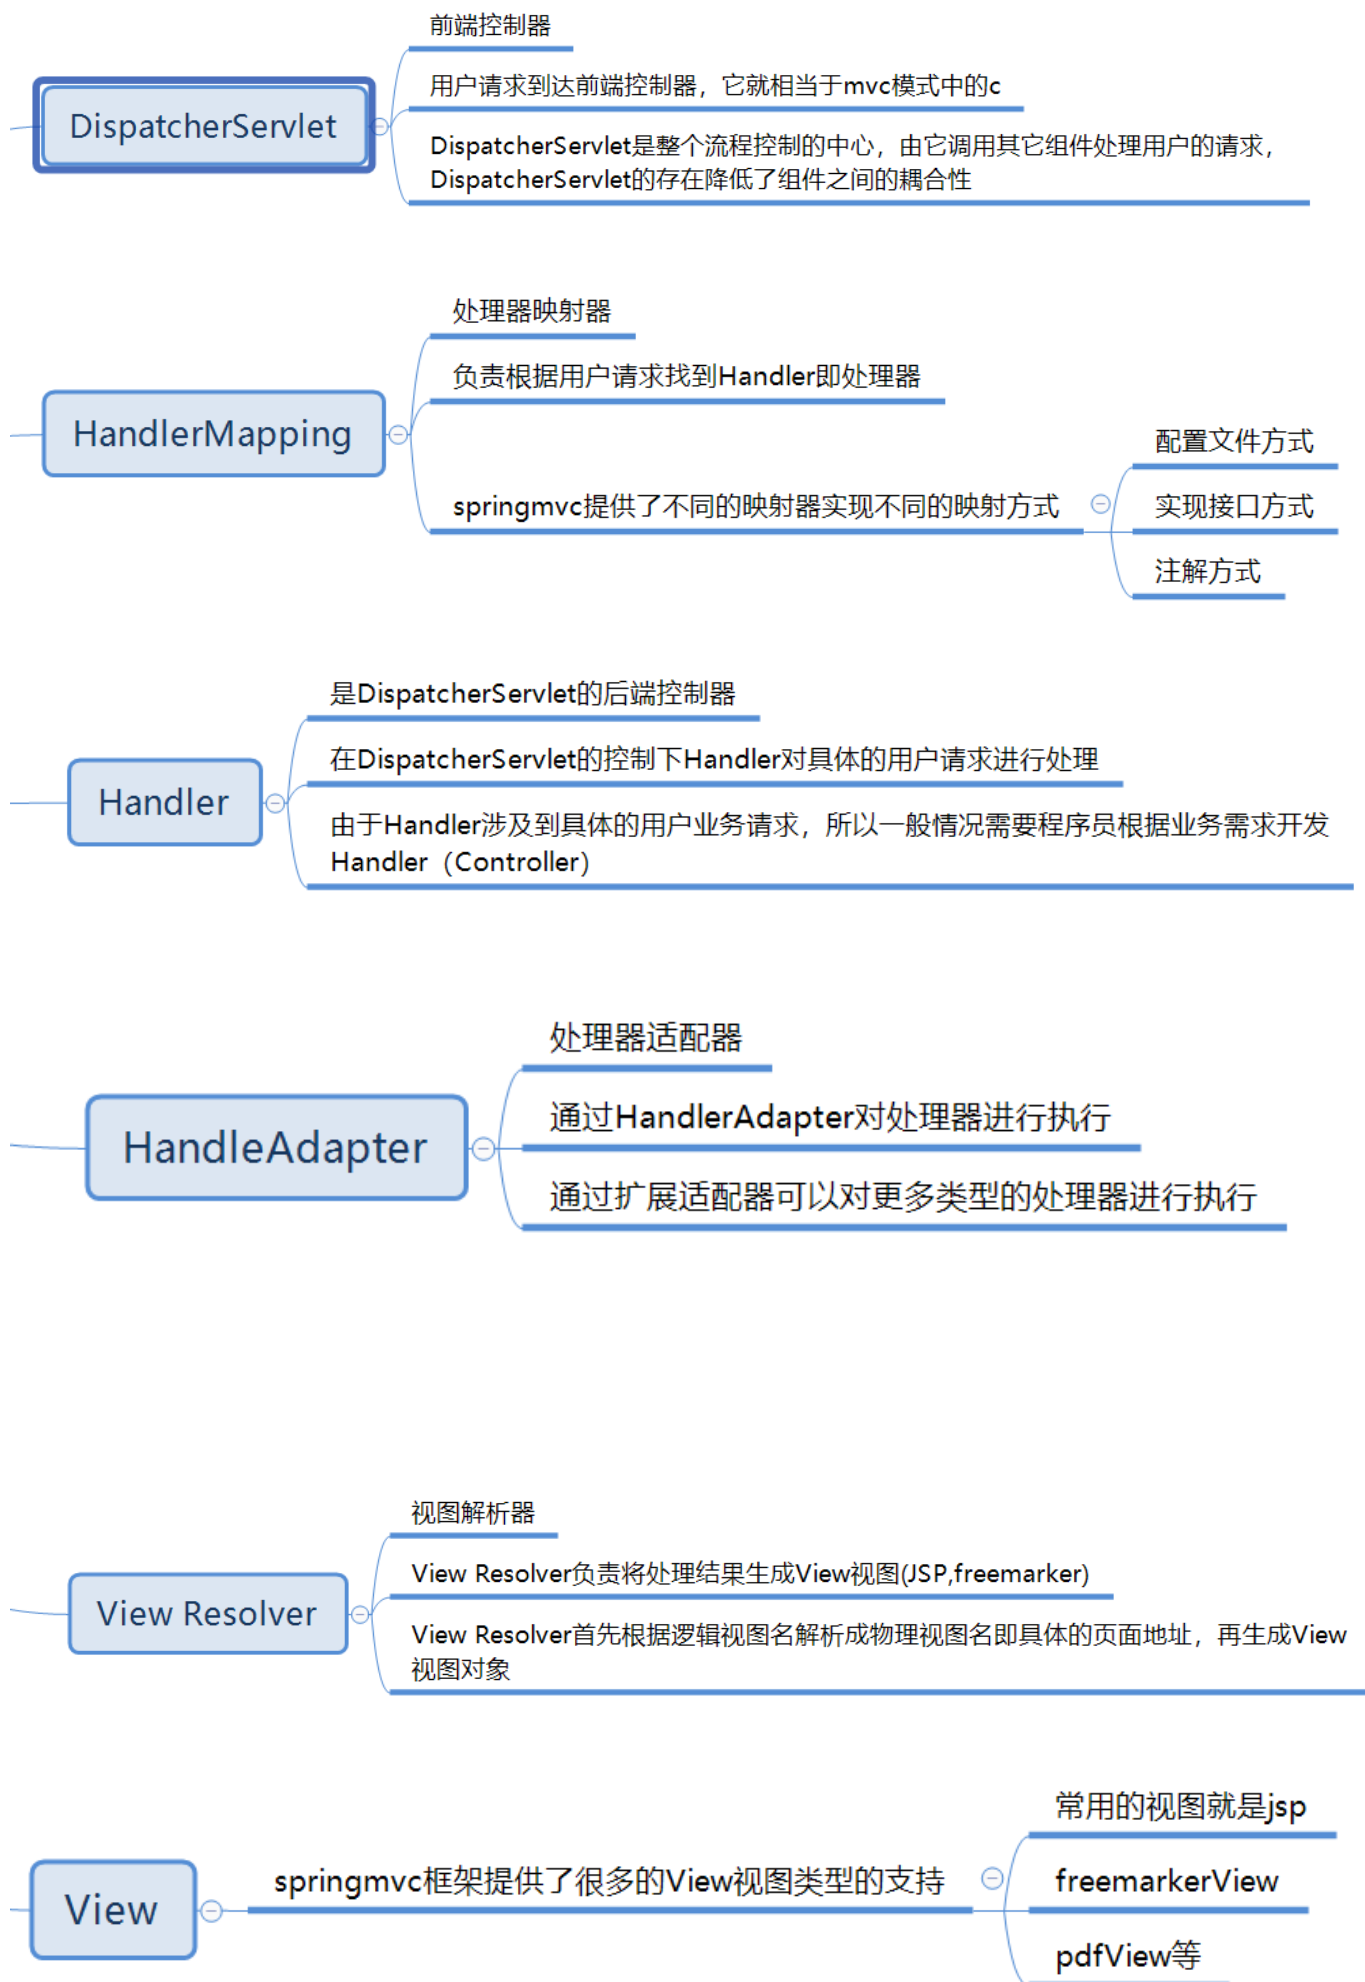 前端控制器
用户请求到达前端控制器，它就相当于mvc模式中的c
DispatcherServlet
DispatcherServlet是整个流程控制的中心，由它调用其它组件处理用户的请求，
DispatcherServlet的存在降低了组件之间的耦合性
处理器映射器
负责根据用户请求找到Handler即处理器
HandlerMapping
springmvc提供了不同的映射器实现不同的映射方式
配置文件方式
实现接口方式
注解方式
是DispatcherServlet的后端控制器
在DispatcherServlet的控制下Handler对具体的用户请求进行处理
Handler
由于Handler涉及到具体的用户业务请求，所以一般情况需要程序员根据业务需求开发
Handler（Controller）
处理器适配器
通过HandlerAdapter对处理器进行执行
HandleAdapter
通过扩展适配器可以对更多类型的处理器进行执行
视图解析器
View Resolver负责将处理结果生成View视图(JSP,freemarker)
View Resolver
View Resolver首先根据逻辑视图名解析成物理视图名即具体的页面地址，再生成View
视图对象
View
springmvc框架提供了很多的View视图类型的支持
常用的视图就是jsp
freemarkerView
pdfView等